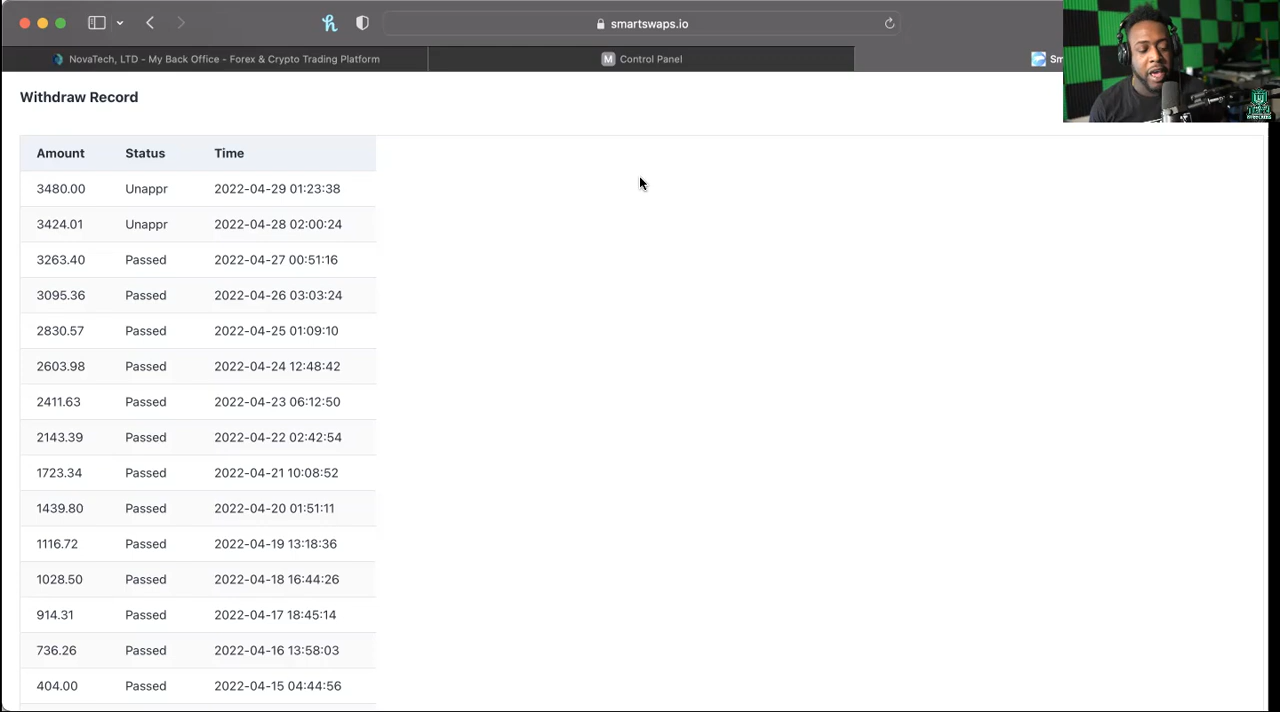 smartswaps.io
NovaTech, LTD - My Back Office - Forex & Crypto Trading Platform
M Control Panel
Sm
Withdraw Record
Amount Status Time
3480.00 Unappr 2022-04-29 01:23:38
3424.01 Unappr 2022-04-28 02:00:24
3263.40 Passed 2022-04-27 00:51:16
3095.36 Passed 2022-04-26 03:03:24
2830.57 Passed 2022-04-25 01:09:10
2603.98 Passed 2022-04-24 12:48:42
2411.63 Passed 2022-04-23 06:12:50
2143.39 Passed 2022-04-22 02:42:54
1723.34 Passed 2022-04-21 10:08:52
1439.80 Passed 2022-04-20 01:51:11
1116.72 Passed 2022-04-19 13:18:36
1028.50 Passed 2022-04-18 16:44:26
914.31 Passed 2022-04-17 18:45:14
736.26 Passed 2022-04-16 13:58:03
404.00 Passed 2022-04-15 04:44:56